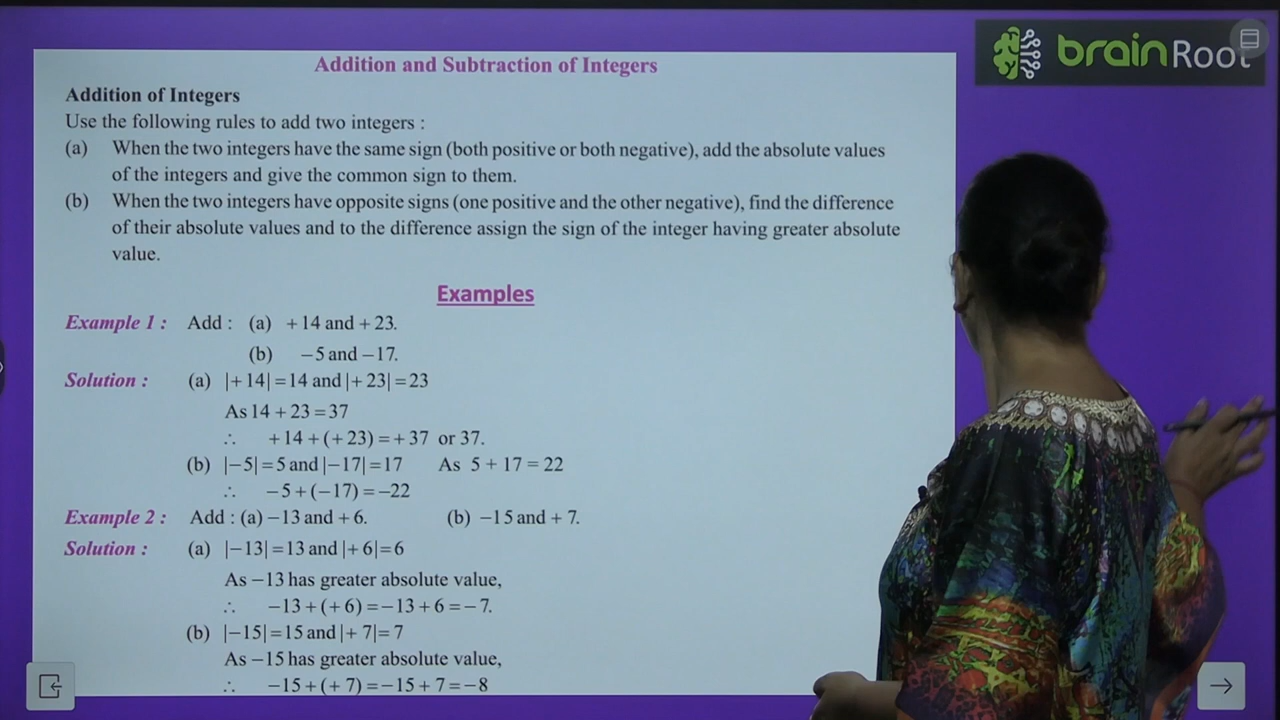 brainRoot
Addition and Subtraction of Integers
Addition of Integers
Use the following rules to add two integers :
(a) When the two integers have the same sign (both positive or both negative), add the absolute values
of the integers and give the common sign to them.
(b) When the two integers have opposite signs (one positive and the other negative), find the difference
of their absolute values and to the difference assign the sign of the integer having greater absolute
value.
Examples
Example 1 : Add : (a) + 14 and + 23.
(b) −5 and −17.
Solution : (a) |+ 14| = 14 and |+ 23| = 23
As 14 + 23 = 37
∴ + 14 + (+ 23) = + 37 or 37.
(b) |−5| = 5 and |−17| = 17 As 5 + 17 = 22
∴ −5 + (−17) = −22
Example 2 : Add : (a) −13 and + 6. (b) −15 and + 7.
Solution : (a) |−13| = 13 and |+ 6| = 6
As −13 has greater absolute value,
∴ −13 + (+ 6) = −13 + 6 = − 7.
(b) |−15| = 15 and |+ 7| = 7
As −15 has greater absolute value,
∴ −15 + (+ 7) = −15 + 7 = −8